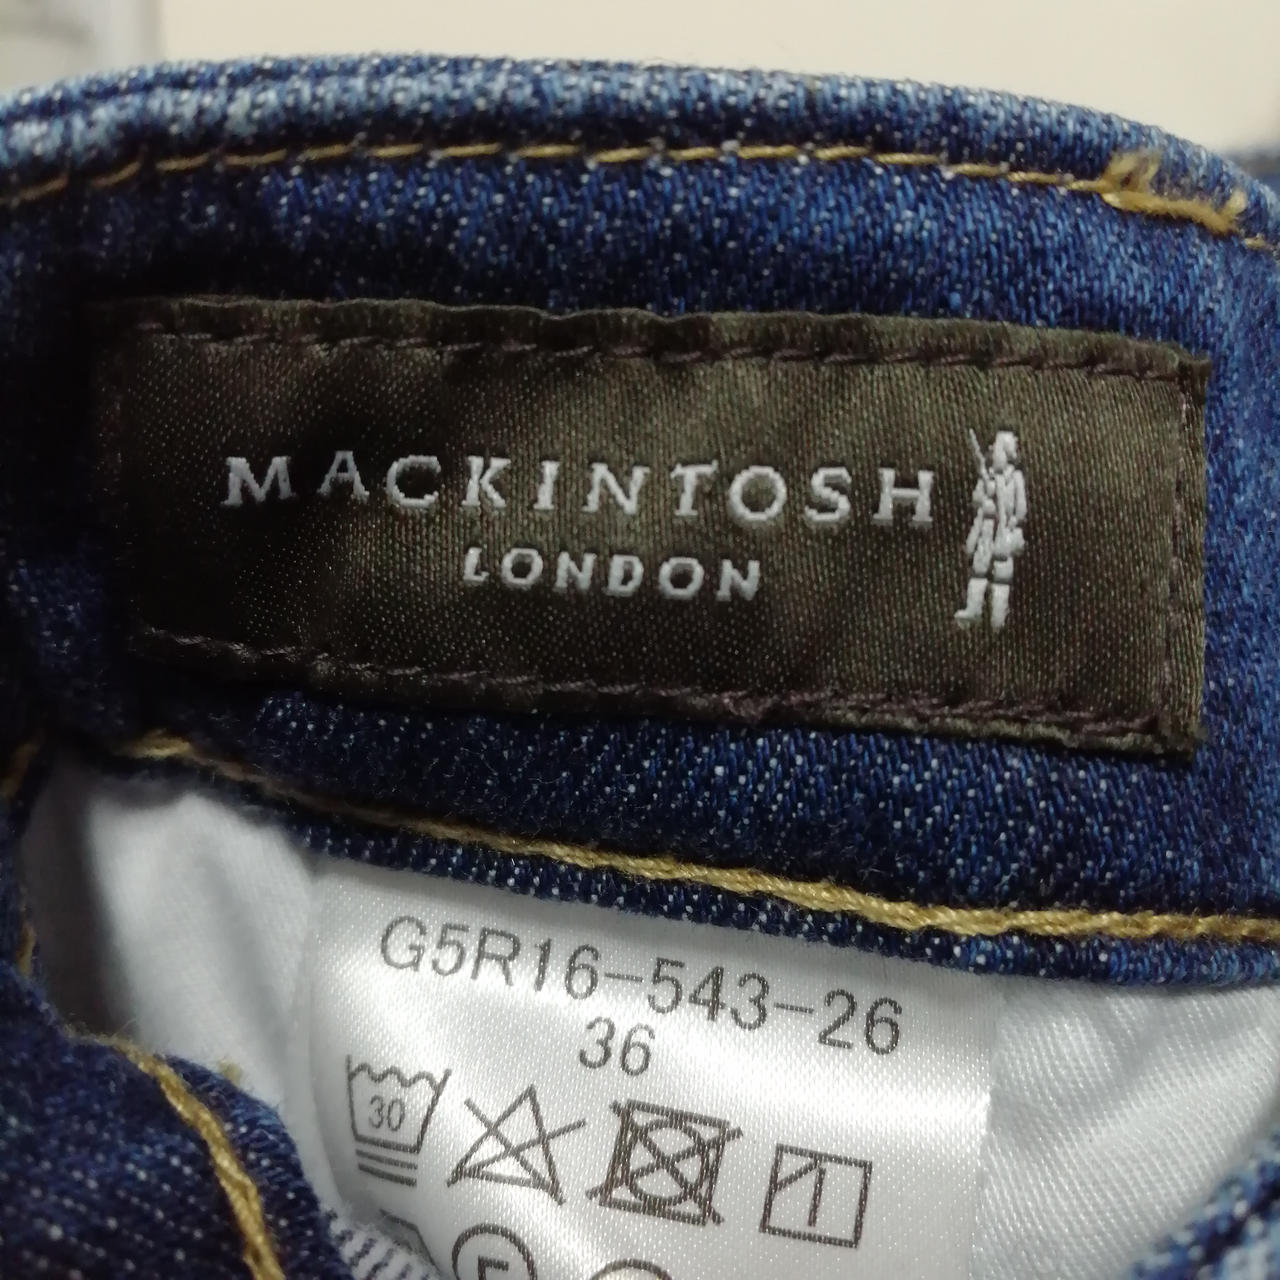 MACKINTOSH
LONDON
G5R16-543-26
36
30
F